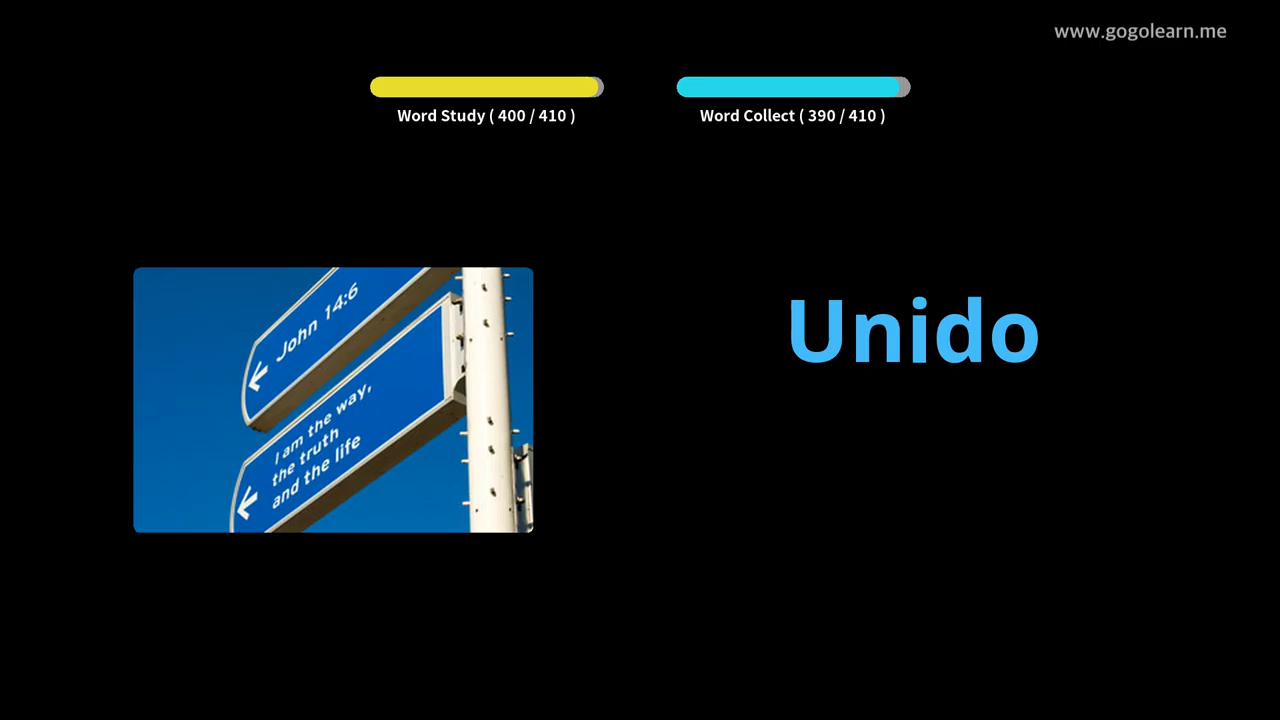 www.gogolearn.me
Word Study ( 400 / 410 )
Word Collect ( 390 / 410 )
John 14:6
I am the way,
the truth
and the life
Unido